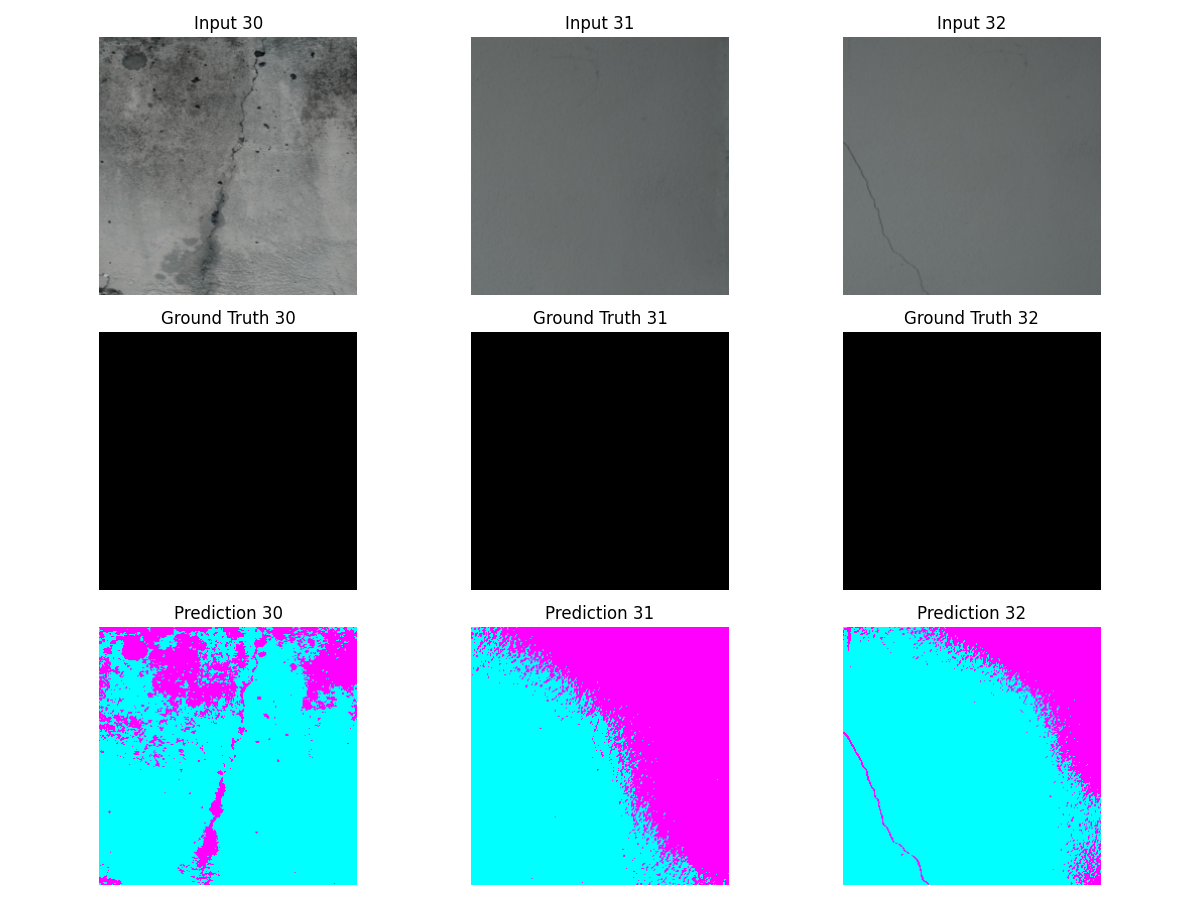 Input 30
Input 31
Input 32
Ground Truth 30
Ground Truth 31
Ground Truth 32
Prediction 30
Prediction 31
Prediction 32